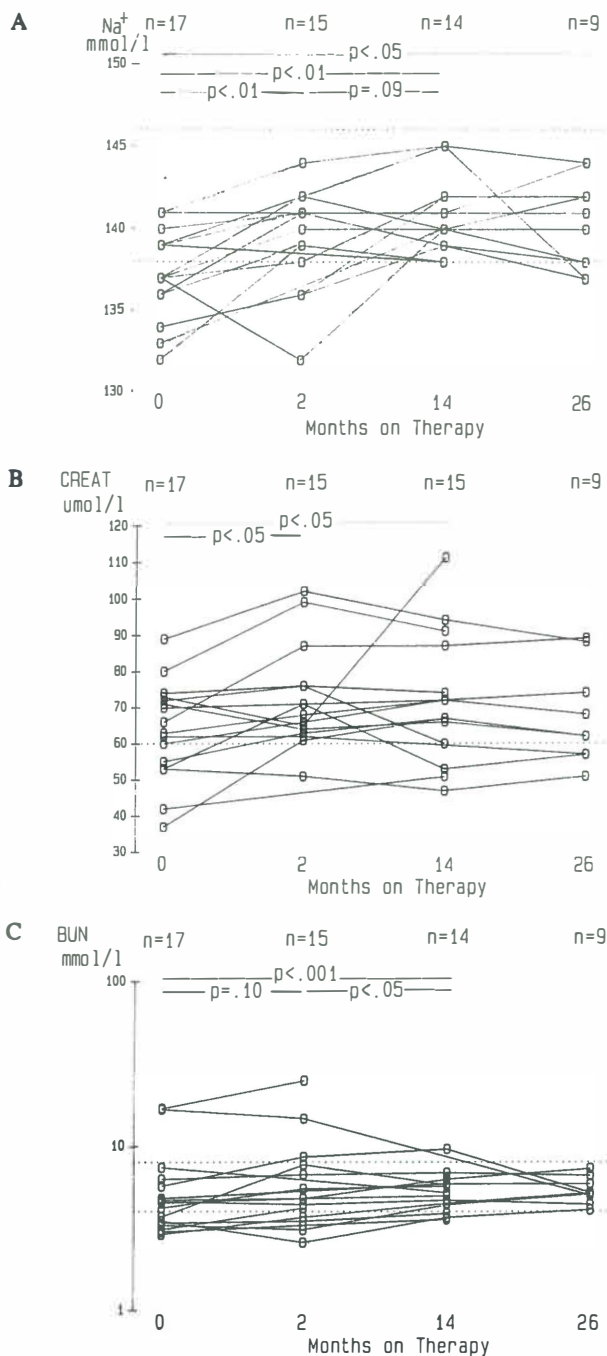 A Na+ n=17 n=15 n=14 n=9
mmol/l
150
p<.05
p<.01
p<.01 p=.09
145
140
135
130
0 2 14 26
Months on Therapy
B CREAT n=17 n=15 n=15 n=9
umol/l
120
p<.05
p<.05
110
100
90
80
70
60
50
40
30
0 2 14 26
Months on Therapy
C BUN n=17 n=15 n=14 n=9
mmol/l
100
p<.001
p=.10 p<.05
10
1
0 2 14 26
Months on Therapy